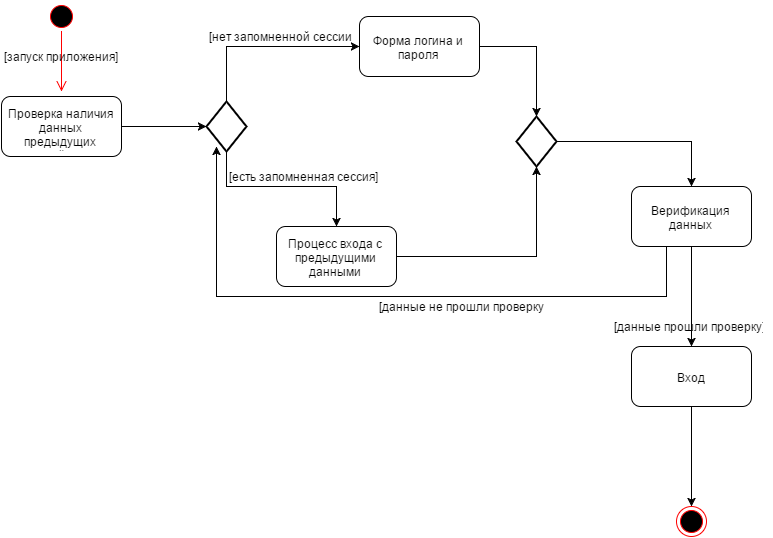 [нет запомненной сессии
Форма логина и
пароля
[запуск приложения]
Проверка наличия
данных
предыдущих
[есть запомненная сессия]
Верификация
данных
Процесс входа с
предыдущими
данными
[данные не прошли проверку
[данные прошли проверку]
Вход